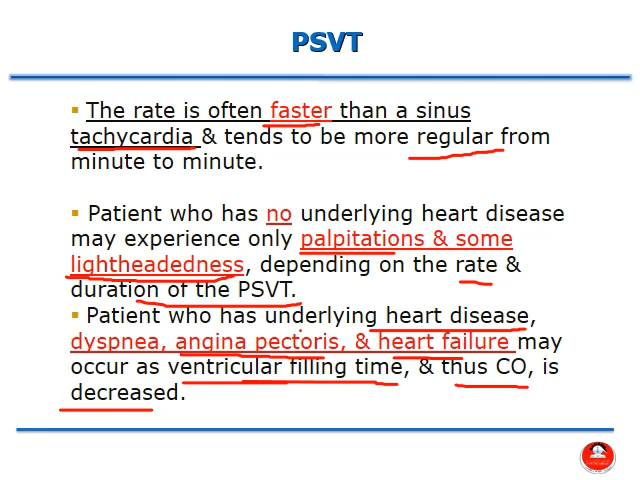 PSVT
▪ The rate is often faster than a sinus
tachycardia & tends to be more regular from
minute to minute.
▪ Patient who has no underlying heart disease
may experience only palpitations & some
lightheadedness, depending on the rate &
duration of the PSVT.
▪ Patient who has underlying heart disease,
dyspnea, angina pectoris, & heart failure may
occur as ventricular filling time, & thus CO, is
decreased.